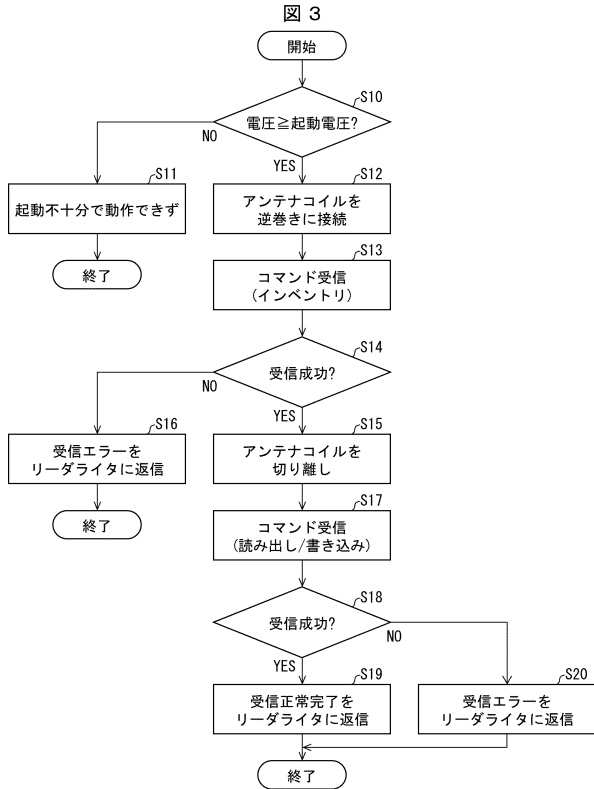 図 3
開始
S10
電圧≧起動電圧?
NO
YES
S11
起動不十分で動作できず
終了
S12
アンテナコイルを
逆巻きに接続
S13
コマンド受信
(インベントリ)
S14
受信成功?
NO
YES
S16
受信エラーを
リーダライタに返信
終了
S15
アンテナコイルを
切り離し
S17
コマンド受信
(読み出し/書き込み)
S18
受信成功?
NO
YES
S19
受信正常完了を
リーダライタに返信
S20
受信エラーを
リーダライタに返信
終了